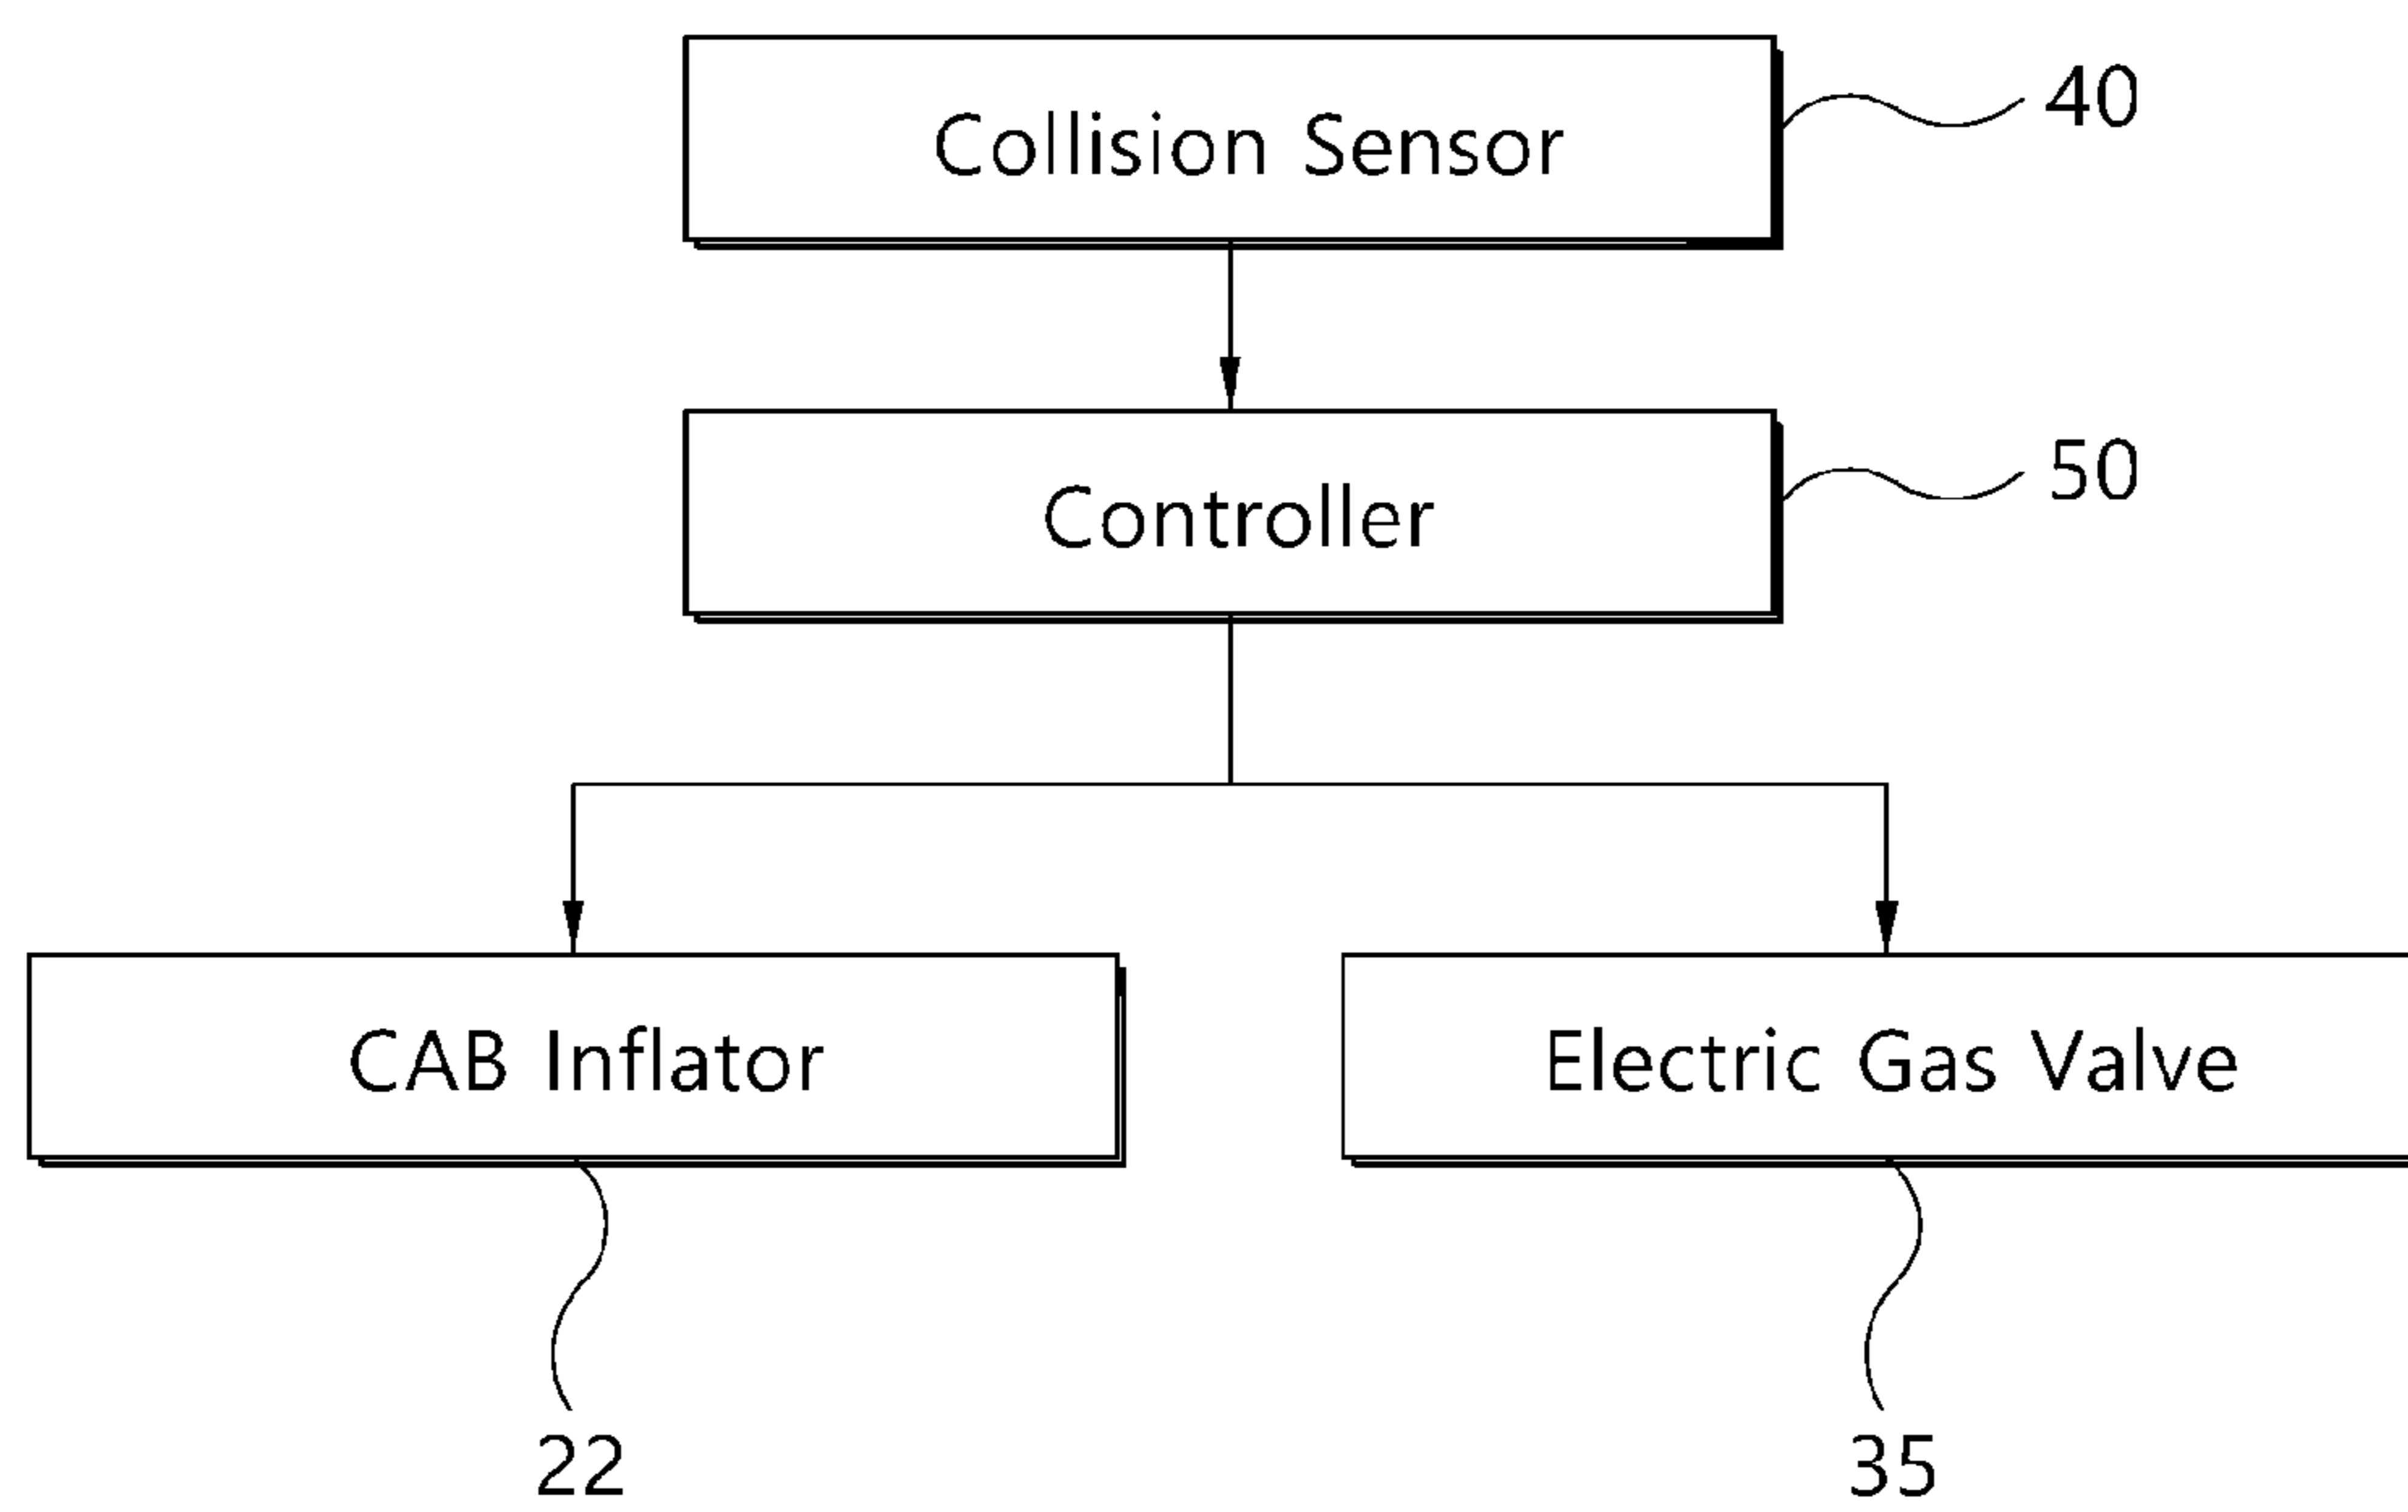 Collision Sensor
40
Controller
50
CAB Inflator
Electric Gas Valve
22
35